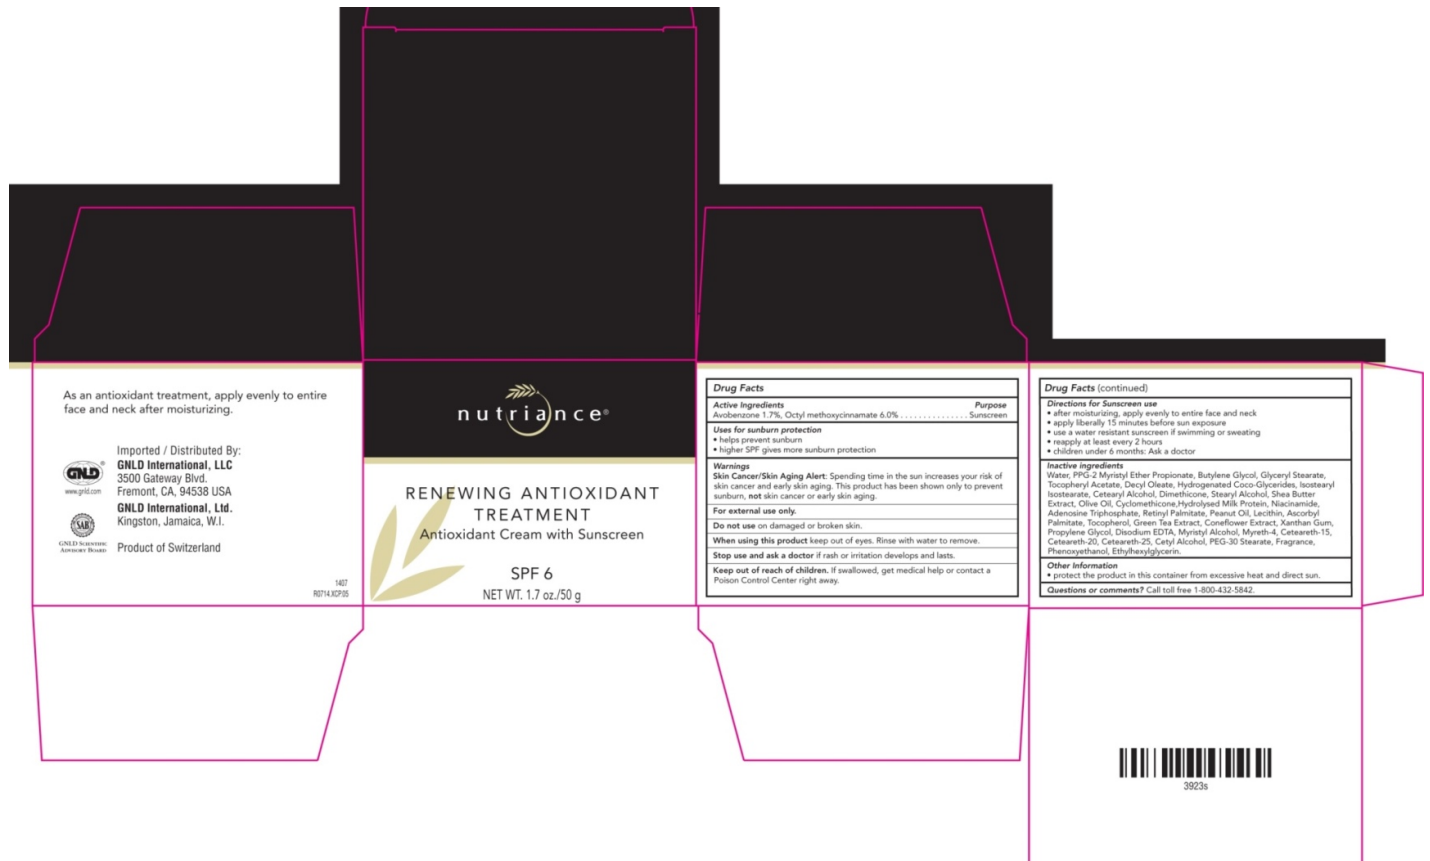 As an antioxidant treatment, apply evenly to entire
face and neck after moisturizing.
Imported / Distributed By:
GNLD International, LLC
3500 Gateway Blvd.
Fremont, CA, 94538 USA
GNLD International, Ltd.
Kingston, Jamaica, W.I.
Product of Switzerland
GNLD®
www.gnld.com
SAB
GNLD Scientific
Advisory Board
1407
R0714.XCP.05
nutriance®
RENEWING ANTIOXIDANT
TREATMENT
Antioxidant Cream with Sunscreen
SPF 6
NET WT. 1.7 oz./50 g
Drug Facts
Active Ingredients Purpose
Avobenzone 1.7%, Octyl methoxycinnamate 6.0% . . . . . . . . . . . . . . . Sunscreen
Uses for sunburn protection
• helps prevent sunburn
• higher SPF gives more sunburn protection
Warnings
Skin Cancer/Skin Aging Alert: Spending time in the sun increases your risk of
skin cancer and early skin aging. This product has been shown only to prevent
sunburn, not skin cancer or early skin aging.
For external use only.
Do not use on damaged or broken skin.
When using this product keep out of eyes. Rinse with water to remove.
Stop use and ask a doctor if rash or irritation develops and lasts.
Keep out of reach of children. If swallowed, get medical help or contact a
Poison Control Center right away.
Drug Facts (continued)
Directions for Sunscreen use
• after moisturizing, apply evenly to entire face and neck
• apply liberally 15 minutes before sun exposure
• use a water resistant sunscreen if swimming or sweating
• reapply at least every 2 hours
• children under 6 months: Ask a doctor
Inactive ingredients
Water, PPG-2 Myristyl Ether Propionate, Butylene Glycol, Glyceryl Stearate,
Tocopheryl Acetate, Decyl Oleate, Hydrogenated Coco-Glycerides, Isostearyl
Isostearate, Cetearyl Alcohol, Dimethicone, Stearyl Alcohol, Shea Butter
Extract, Olive Oil, Cyclomethicone,Hydrolysed Milk Protein, Niacinamide,
Adenosine Triphosphate, Retinyl Palmitate, Peanut Oil, Lecithin, Ascorbyl
Palmitate, Tocopherol, Green Tea Extract, Coneflower Extract, Xanthan Gum,
Propylene Glycol, Disodium EDTA, Myristyl Alcohol, Myreth-4, Ceteareth-15,
Ceteareth-20, Ceteareth-25, Cetyl Alcohol, PEG-30 Stearate, Fragrance,
Phenoxyethanol, Ethylhexylglycerin.
Other Information
• protect the product in this container from excessive heat and direct sun.
Questions or comments? Call toll free 1-800-432-5842.
3923s